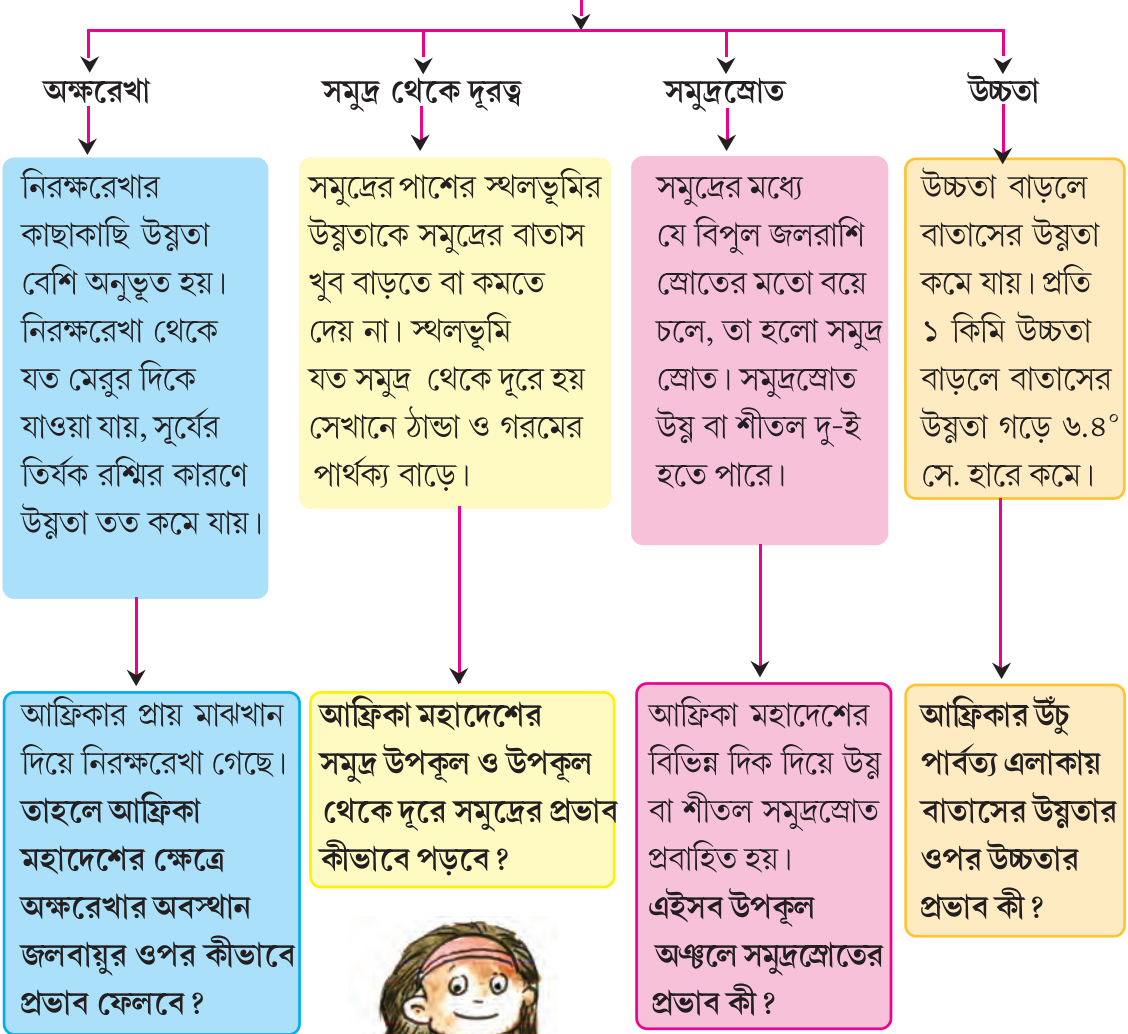 অক্ষরেখা
সমুদ্র থেকে দূরত্ব
সমুদ্রস্রোত
উচ্চতা
নিরক্ষরেখার
কাছাকাছি উষ্ণতা
বেশি অনুভূত হয়।
নিরক্ষরেখা থেকে
যত মেরুর দিকে
যাওয়া যায়, সূর্যের
তির্যক রশ্মির কারণে
উষ্ণতা তত কমে যায়।
সমুদ্রের পাশের স্থলভূমির
উষ্ণতাকে সমুদ্রের বাতাস
খুব বাড়তে বা কমতে
দেয় না। স্থলভূমি
যত সমুদ্র থেকে দূরে হয়
সেখানে ঠান্ডা ও গরমের
পার্থক্য বাড়ে।
সমুদ্রের মধ্যে
যে বিপুল জলরাশি
স্রোতের মতো বয়ে
চলে, তা হলো সমুদ্র
স্রোত। সমুদ্রস্রোত
উষ্ণ বা শীতল দু-ই
হতে পারে।
উচ্চতা বাড়লে
বাতাসের উষ্ণতা
কমে যায়। প্রতি
১ কিমি উচ্চতা
বাড়লে বাতাসের
উষ্ণতা গড়ে ৬.৪°
সে. হারে কমে।
আফ্রিকার প্রায় মাঝখান
দিয়ে নিরক্ষরেখা গেছে।
তাহলে আফ্রিকা
মহাদেশের ক্ষেত্রে
অক্ষরেখার অবস্থান
জলবায়ুর ওপর কীভাবে
প্রভাব ফেলবে?
আফ্রিকা মহাদেশের
সমুদ্র উপকূল ও উপকূল
থেকে দূরে সমুদ্রের প্রভাব
কীভাবে পড়বে?
আফ্রিকা মহাদেশের
বিভিন্ন দিক দিয়ে উষ্ণ
বা শীতল সমুদ্রস্রোত
প্রবাহিত হয়।
এইসব উপকূল
অঞ্চলে সমুদ্রস্রোতের
প্রভাব কী?
আফ্রিকার উঁচু
পার্বত্য এলাকায়
বাতাসের উষ্ণতার
ওপর উচ্চতার
প্রভাব কী?